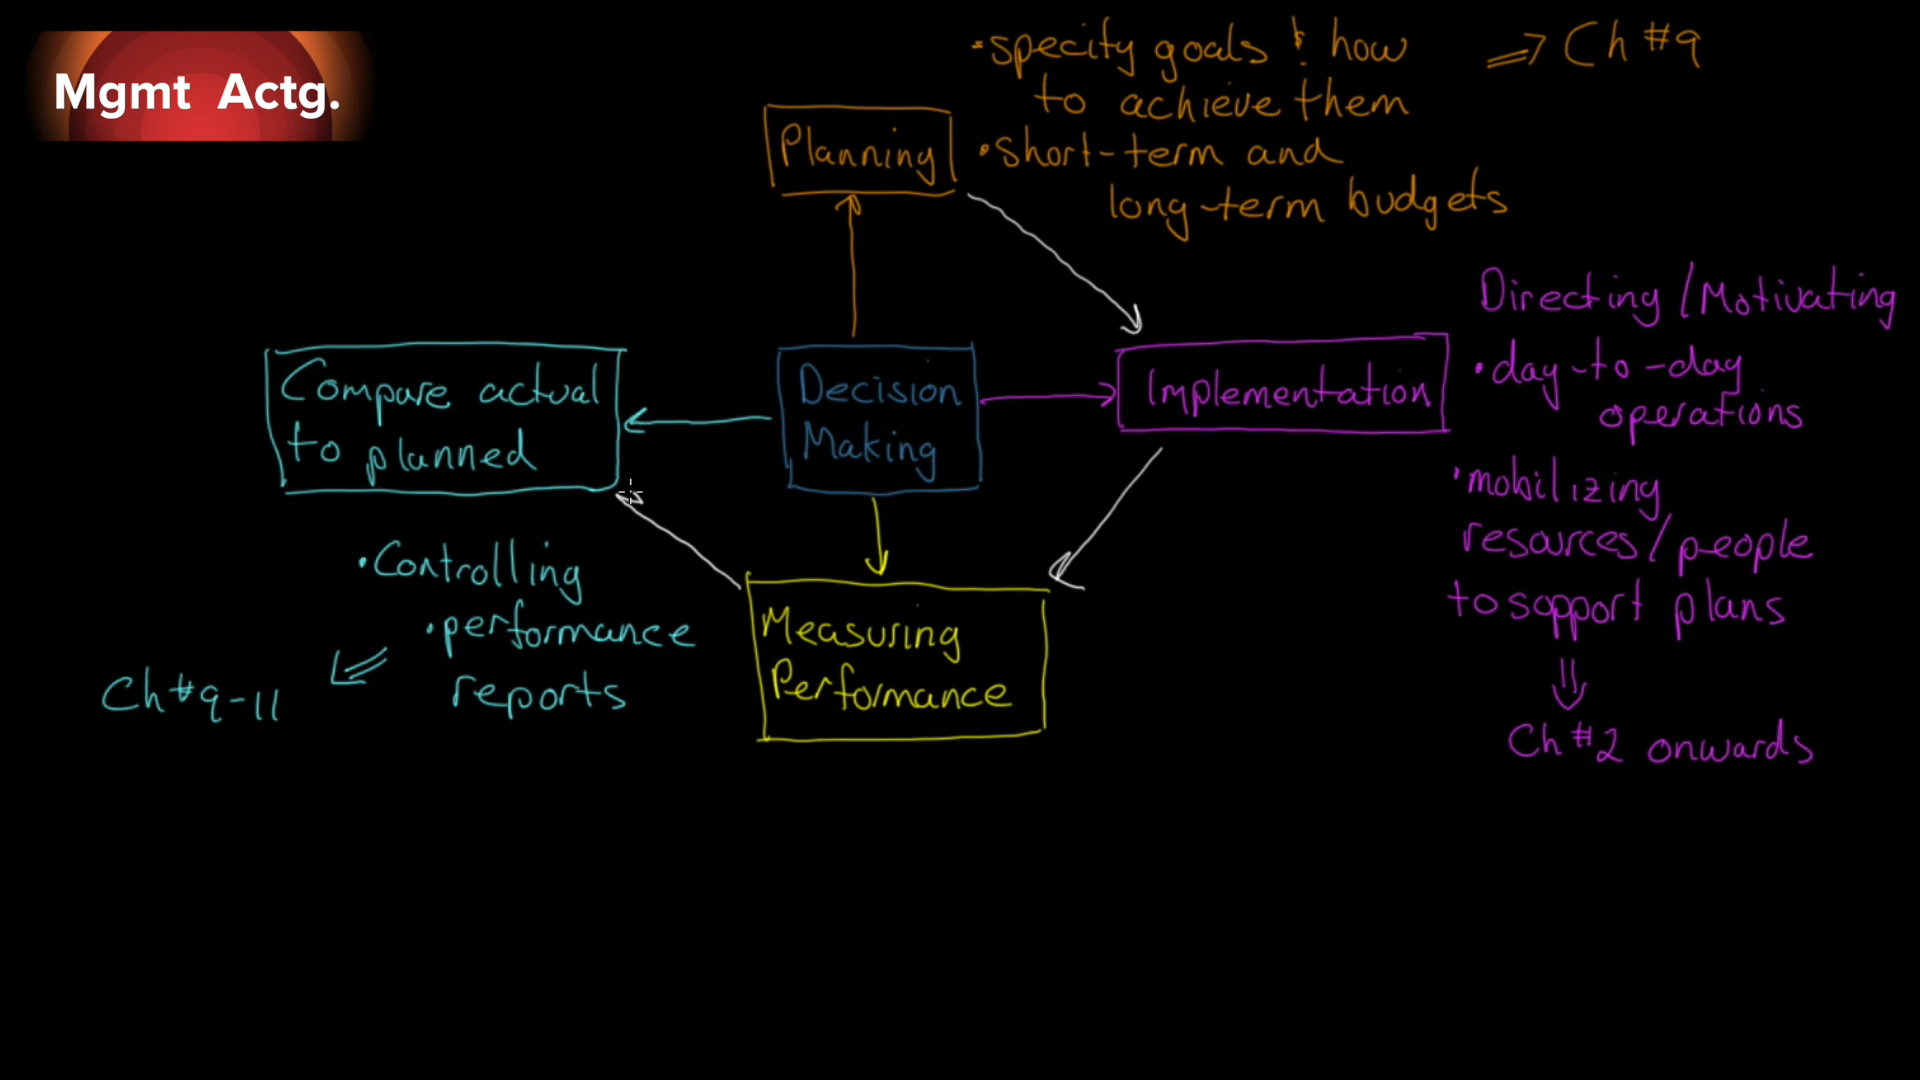 Mgmt Actg.
•specify goals & how
to achieve them
⇒ Ch #9
•short-term and
long-term budgets
Planning
Directing/Motivating
•day-to-day
operations
•mobilizing
resources/people
to support plans
⇓
Ch #2 onwards
Implementation
Decision
Making
Compare actual
to planned
•Controlling
•performance
reports
Ch #9-11
Measuring
Performance